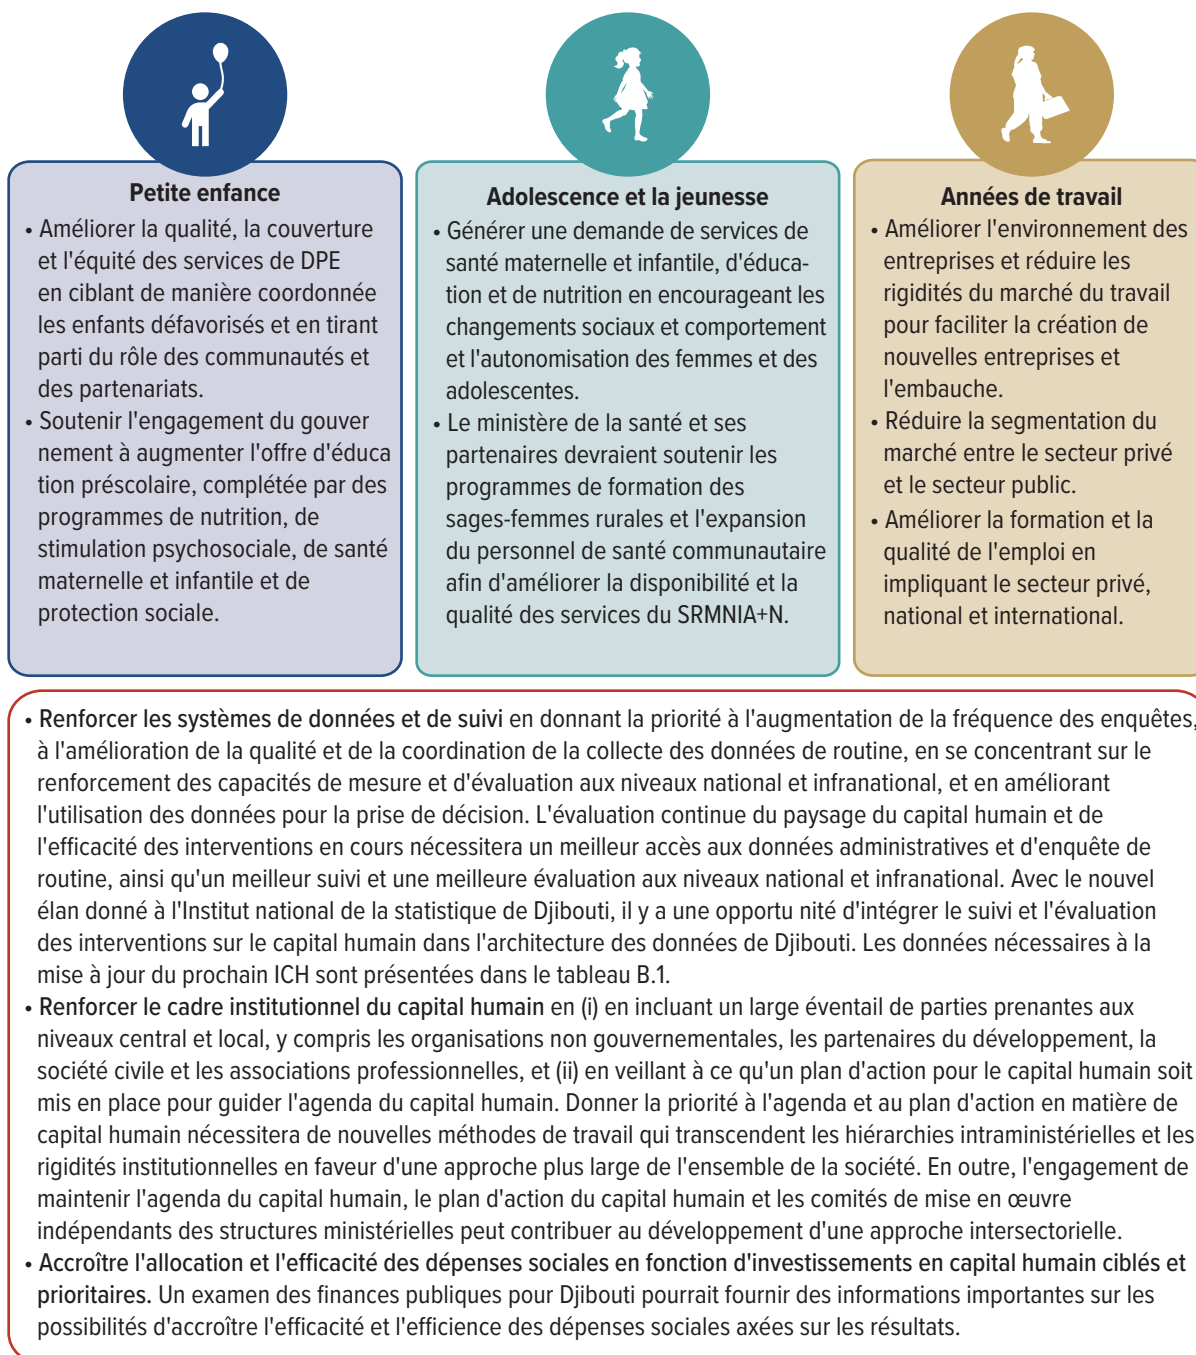 Petite enfance
• Améliorer la qualité, la couverture
et l'équité des services de DPE
en ciblant de manière coordonnée
les enfants défavorisés et en tirant
parti du rôle des communautés et
des partenariats.
• Soutenir l'engagement du gouver
nement à augmenter l'offre d'éduca
tion préscolaire, complétée par des
programmes de nutrition, de
stimulation psychosociale, de santé
maternelle et infantile et de
protection sociale.
Adolescence et la jeunesse
• Générer une demande de services de
santé maternelle et infantile, d'éduca-
tion et de nutrition en encourageant les
changements sociaux et comportement
et l'autonomisation des femmes et des
adolescentes.
• Le ministère de la santé et ses
partenaires devraient soutenir les
programmes de formation des
sages-femmes rurales et l'expansion
du personnel de santé communautaire
afin d'améliorer la disponibilité et la
qualité des services du SRMNIA+N.
Années de travail
• Améliorer l'environnement des
entreprises et réduire les
rigidités du marché du travail
pour faciliter la création de
nouvelles entreprises et
l'embauche.
• Réduire la segmentation du
marché entre le secteur privé
et le secteur public.
• Améliorer la formation et la
qualité de l'emploi en
impliquant le secteur privé,
national et international.
• Renforcer les systèmes de données et de suivi en donnant la priorité à l'augmentation de la fréquence des enquêtes,
à l'amélioration de la qualité et de la coordination de la collecte des données de routine, en se concentrant sur le
renforcement des capacités de mesure et d'évaluation aux niveaux national et infranational, et en améliorant
l'utilisation des données pour la prise de décision. L'évaluation continue du paysage du capital humain et de
l'efficacité des interventions en cours nécessitera un meilleur accès aux données administratives et d'enquête de
routine, ainsi qu'un meilleur suivi et une meilleure évaluation aux niveaux national et infranational. Avec le nouvel
élan donné à l'Institut national de la statistique de Djibouti, il y a une opportu nité d'intégrer le suivi et l'évaluation
des interventions sur le capital humain dans l'architecture des données de Djibouti. Les données nécessaires à la
mise à jour du prochain ICH sont présentées dans le tableau B.1.
• Renforcer le cadre institutionnel du capital humain en (i) en incluant un large éventail de parties prenantes aux
niveaux central et local, y compris les organisations non gouvernementales, les partenaires du développement, la
société civile et les associations professionnelles, et (ii) en veillant à ce qu'un plan d'action pour le capital humain soit
mis en place pour guider l'agenda du capital humain. Donner la priorité à l'agenda et au plan d'action en matière de
capital humain nécessitera de nouvelles méthodes de travail qui transcendent les hiérarchies intraministérielles et les
rigidités institutionnelles en faveur d'une approche plus large de l'ensemble de la société. En outre, l'engagement de
maintenir l'agenda du capital humain, le plan d'action du capital humain et les comités de mise en œuvre
indépendants des structures ministérielles peut contribuer au développement d'une approche intersectorielle.
• Accroître l'allocation et l'efficacité des dépenses sociales en fonction d'investissements en capital humain ciblés et
prioritaires. Un examen des finances publiques pour Djibouti pourrait fournir des informations importantes sur les
possibilités d'accroître l'efficacité et l'efficience des dépenses sociales axées sur les résultats.